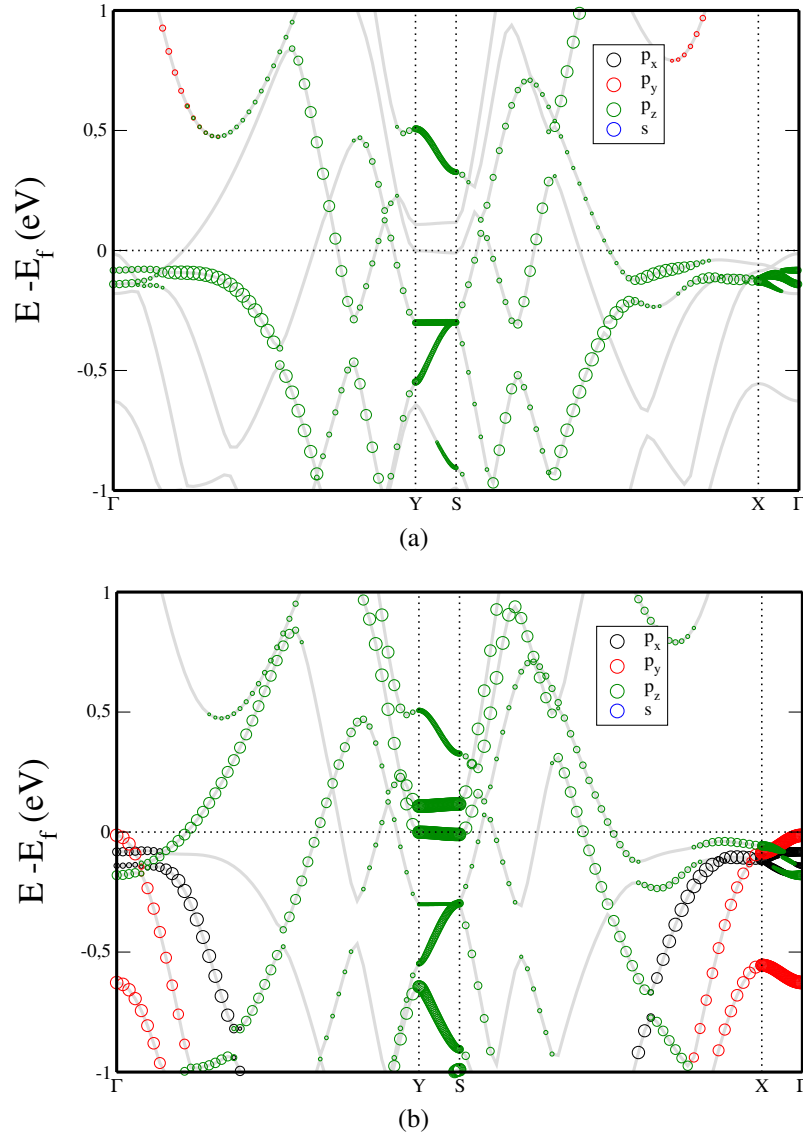 1
0,5
0
-0,5
-1
E -E_f (eV)
p_x
p_y
p_z
s
Γ Y S X Γ
(a)
1
0,5
0
-0,5
-1
E -E_f (eV)
p_x
p_y
p_z
s
Γ Y S X Γ
(b)